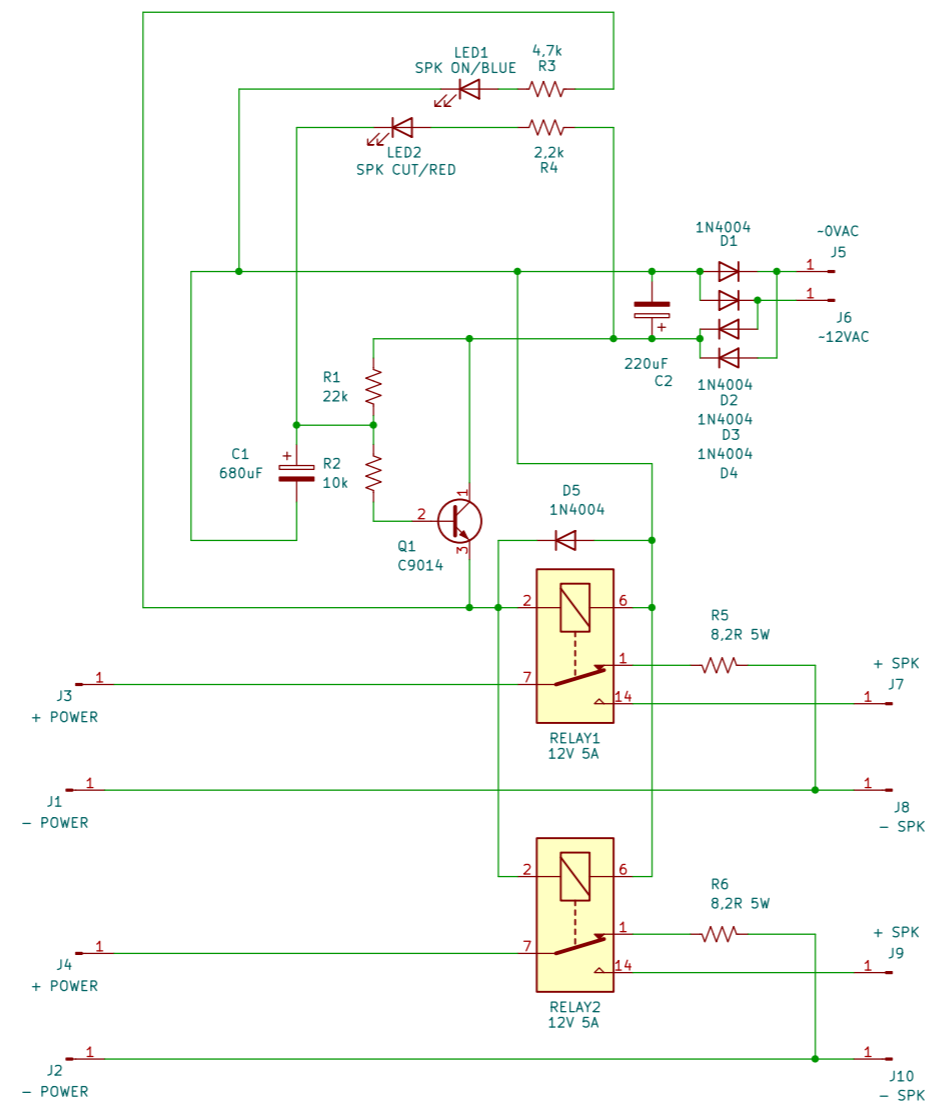 LED1
SPK ON/BLUE
4,7k
R3
LED2
SPK CUT/RED
2,2k
R4
1N4004
D1
~0VAC
J5
1
1
J6
~12VAC
+
220uF
C2
1N4004
D2
1N4004
D3
1N4004
D4
R1
22k
C1
680uF
+
R2
10k
2
1
3
Q1
C9014
D5
1N4004
2
6
1
7
14
RELAY1
12V 5A
R5
8,2R 5W
1
J3
+ POWER
+ SPK
J7
1
1
J1
– POWER
1
J8
– SPK
2
6
1
7
14
RELAY2
12V 5A
R6
8,2R 5W
1
J4
+ POWER
+ SPK
J9
1
1
J2
– POWER
1
J10
– SPK